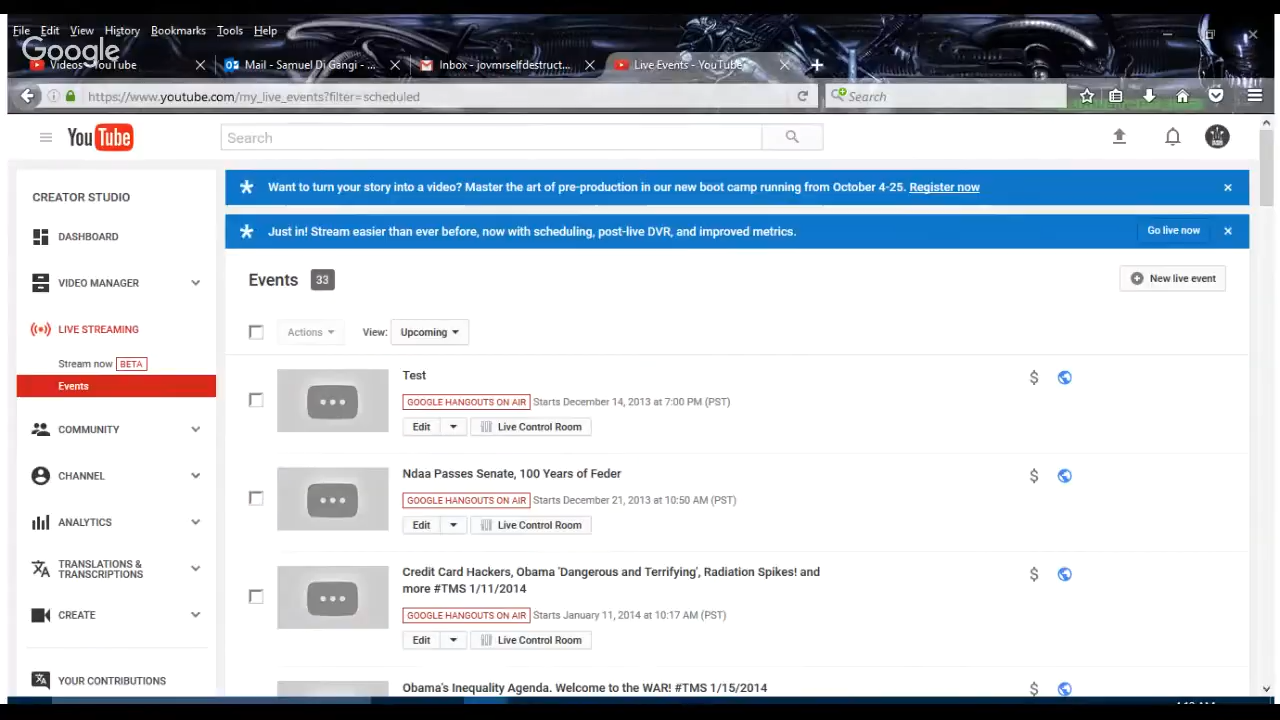 File Edit View History Bookmarks Tools Help
Google
Videos - YouTube
Mail - Samuel Di Gangi - ...
Inbox - jovmrselfdestruct...
Live Events - YouTube
https://www.youtube.com/my_live_events?filter=scheduled
Search
YouTube
Search
CREATOR STUDIO
DASHBOARD
VIDEO MANAGER
LIVE STREAMING
Stream now BETA
Events
COMMUNITY
CHANNEL
ANALYTICS
TRANSLATIONS &
TRANSCRIPTIONS
CREATE
YOUR CONTRIBUTIONS
Want to turn your story into a video? Master the art of pre-production in our new boot camp running from October 4-25. Register now
Just in! Stream easier than ever before, now with scheduling, post-live DVR, and improved metrics. Go live now
Events 33
New live event
Actions View: Upcoming
Test
GOOGLE HANGOUTS ON AIR Starts December 14, 2013 at 7:00 PM (PST)
Edit Live Control Room
Ndaa Passes Senate, 100 Years of Feder
GOOGLE HANGOUTS ON AIR Starts December 21, 2013 at 10:50 AM (PST)
Edit Live Control Room
Credit Card Hackers, Obama 'Dangerous and Terrifying', Radiation Spikes! and
more #TMS 1/11/2014
GOOGLE HANGOUTS ON AIR Starts January 11, 2014 at 10:17 AM (PST)
Edit Live Control Room
Obama's Inequality Agenda. Welcome to the WAR! #TMS 1/15/2014